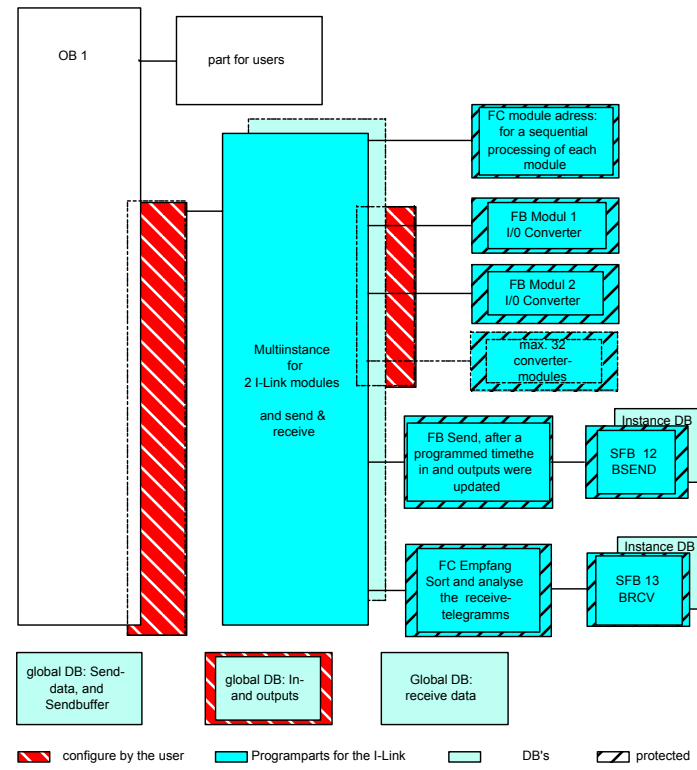 OB 1
part for users
FC module adress:
for a sequential
processing of each
module
FB Modul 1
I/0 Converter
FB Modul 2
I/0 Converter
max. 32
converter-
modules
Multiinstance
for
2 I-Link modules
and send &
receive
FB Send, after a
programmed timethe
in and outputs were
updated
Instance DB
SFB 12
BSEND
FC Empfang
Sort and analyse
the receive-
telegramms
Instance DB
SFB 13
BRCV
global DB: Send-
data, and
Sendbuffer
global DB: In-
and outputs
Global DB:
receive data
configure by the user
Programparts for the I-Link
DB's
protected